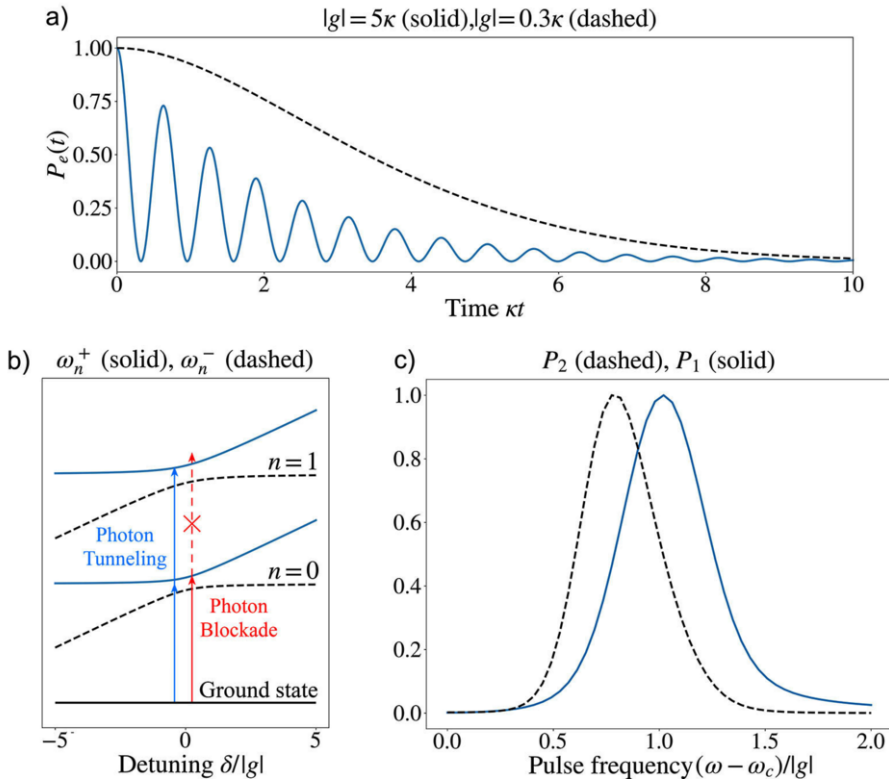 a)
|g|=5κ (solid),|g|=0.3κ (dashed)
1.00
0.75
0.50
0.25
0.00
P_e(t)
0 2 4 6 8 10
Time κt
b)
ω_n^+ (solid), ω_n^- (dashed)
n=1
Photon
Tunneling
n=0
Photon
Blockade
Ground state
-5 0 5
Detuning δ/|g|
c)
P_2 (dashed), P_1 (solid)
1.0
0.8
0.6
0.4
0.2
0.0
0.0 0.5 1.0 1.5 2.0
Pulse frequency(ω−ω_c)/|g|